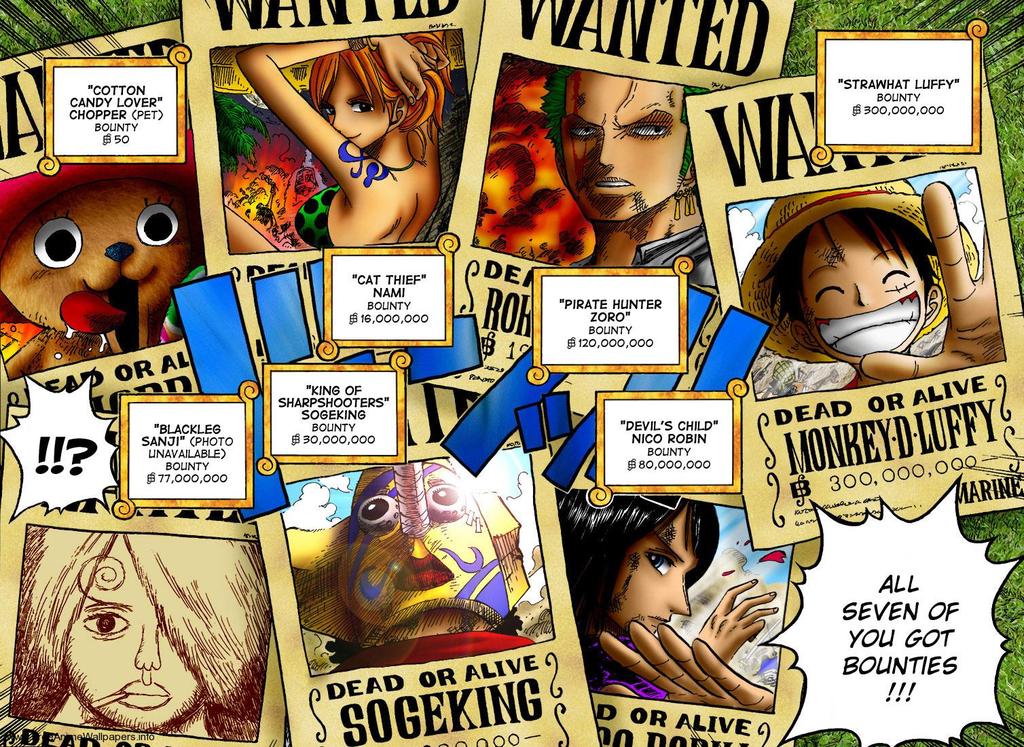 WANTED
WANTED
"COTTON
CANDY LOVER"
CHOPPER (PET)
BOUNTY
฿ 50
"STRAWHAT LUFFY"
BOUNTY
฿ 300,000,000
"CAT THIEF"
NAMI
BOUNTY
฿ 16,000,000
"PIRATE HUNTER
ZORO"
BOUNTY
฿ 120,000,000
DEAD OR AL
DEAD OR ALIVE
MONKEY·D·LUFFY
฿ 300,000,000
MARINE
"KING OF
SHARPSHOOTERS"
SOGEKING
BOUNTY
฿ 30,000,000
"BLACKLEG
SANJI" (PHOTO
UNAVAILABLE)
BOUNTY
฿ 77,000,000
"DEVIL'S CHILD"
NICO ROBIN
BOUNTY
฿ 80,000,000
!!?
ALL
SEVEN OF
YOU GOT
BOUNTIES
!!!
DEAD OR ALIVE
SOGEKING
D OR ALIVE